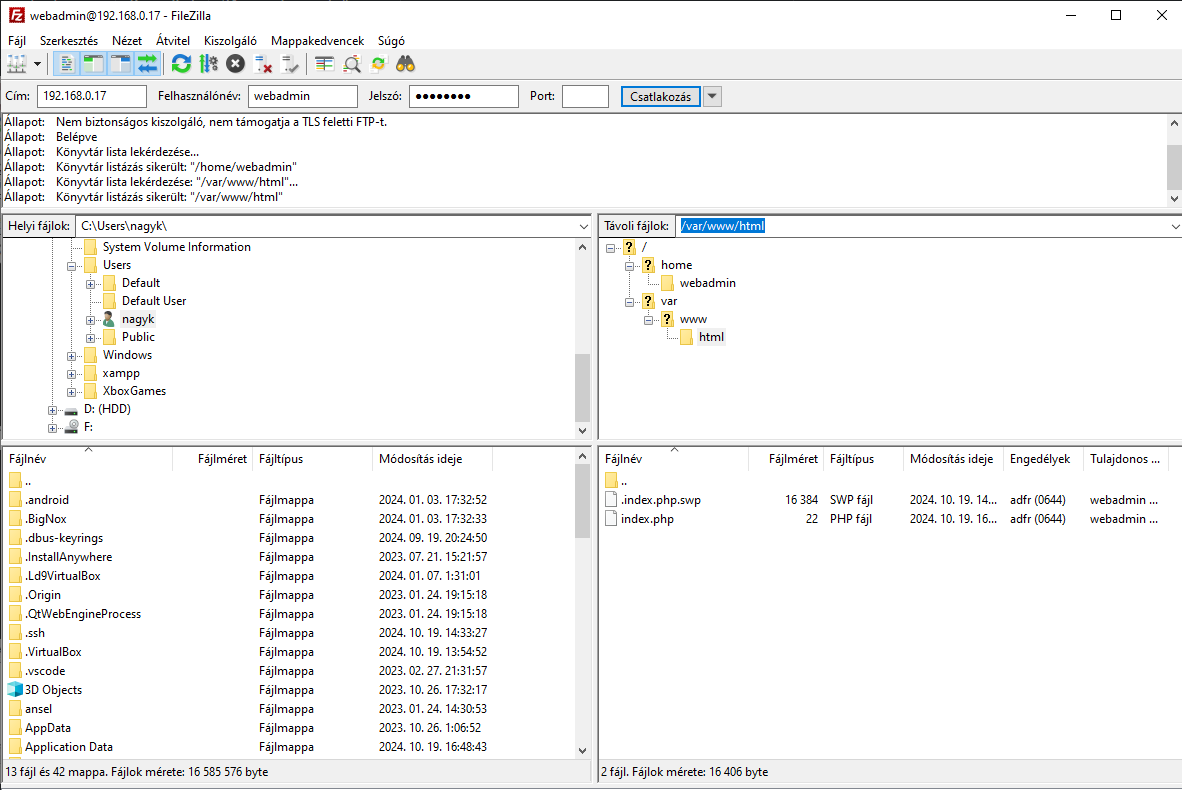 webadmin@192.168.0.17 - FileZilla
Fájl Szerkesztés Nézet Átvitel Kiszolgáló Mappakedvencek Súgó
Cím: 192.168.0.17 Felhasználónév: webadmin Jelszó: ●●●●●●●● Port: Csatlakozás
Állapot: Nem biztonságos kiszolgáló, nem támogatja a TLS feletti FTP-t.
Állapot: Belépve
Állapot: Könyvtár lista lekérdezése...
Állapot: Könyvtár listázás sikerült: "/home/webadmin"
Állapot: Könyvtár lista lekérdezése: "/var/www/html"...
Állapot: Könyvtár listázás sikerült: "/var/www/html"
Helyi fájlok: C:\Users\nagyk\
System Volume Information
Users
Default
Default User
nagyk
Public
Windows
xampp
XboxGames
D: (HDD)
F:
Távoli fájlok: /var/www/html
/
home
webadmin
var
www
html
Fájlnév Fájlméret Fájltípus Módosítás ideje
..
.android Fájlmappa 2024. 01. 03. 17:32:52
.BigNox Fájlmappa 2024. 01. 03. 17:32:33
.dbus-keyrings Fájlmappa 2024. 09. 19. 20:24:50
.InstallAnywhere Fájlmappa 2023. 07. 21. 15:21:57
.Ld9VirtualBox Fájlmappa 2024. 01. 07. 1:31:01
.Origin Fájlmappa 2023. 01. 24. 19:15:18
.QtWebEngineProcess Fájlmappa 2023. 01. 24. 19:15:18
.ssh Fájlmappa 2024. 10. 19. 14:33:27
.VirtualBox Fájlmappa 2024. 10. 19. 13:54:52
.vscode Fájlmappa 2023. 02. 27. 21:31:57
3D Objects Fájlmappa 2023. 10. 26. 17:32:17
ansel Fájlmappa 2023. 01. 24. 14:30:53
AppData Fájlmappa 2023. 10. 26. 1:06:52
Application Data Fájlmappa 2024. 10. 19. 16:48:43
13 fájl és 42 mappa. Fájlok mérete: 16 585 576 byte
Fájlnév Fájlméret Fájltípus Módosítás ideje Engedélyek Tulajdonos ...
..
.index.php.swp 16 384 SWP fájl 2024. 10. 19. 14... adfr (0644) webadmin ...
index.php 22 PHP fájl 2024. 10. 19. 16... adfr (0644) webadmin ...
2 fájl. Fájlok mérete: 16 406 byte